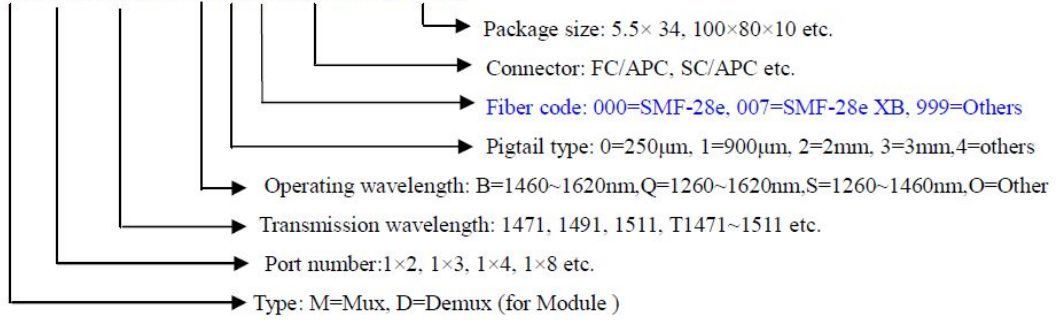 Package size: 5.5× 34, 100×80×10 etc.
Connector: FC/APC, SC/APC etc.
Fiber code: 000=SMF-28e, 007=SMF-28e XB, 999=Others
Pigtail type: 0=250μm, 1=900μm, 2=2mm, 3=3mm,4=others
Operating wavelength: B=1460~1620nm,Q=1260~1620nm,S=1260~1460nm,O=Other
Transmission wavelength: 1471, 1491, 1511, T1471~1511 etc.
Port number:1×2, 1×3, 1×4, 1×8 etc.
Type: M=Mux, D=Demux (for Module )